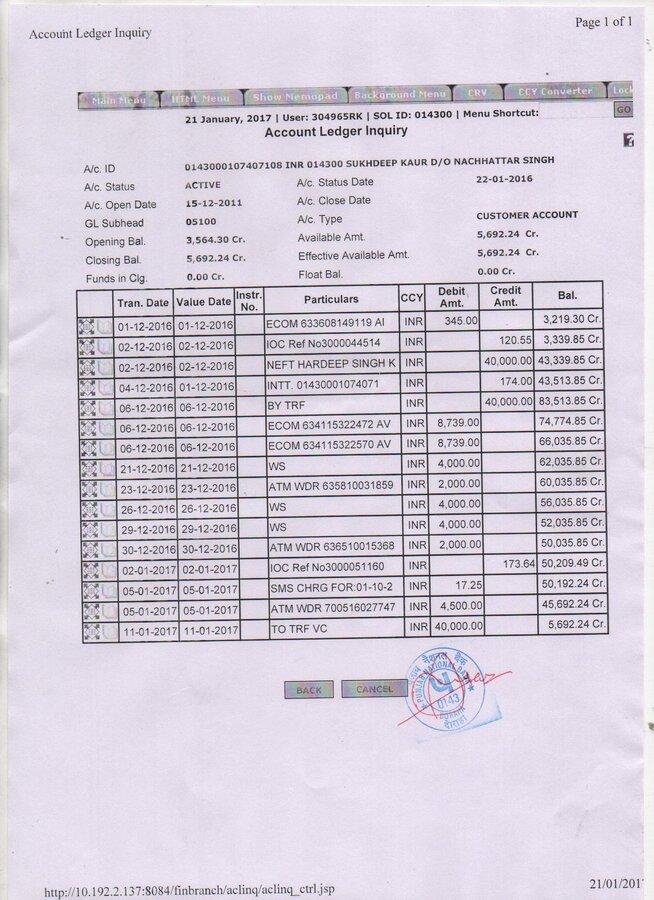 Page 1 of 1
Account Ledger Inquiry
Main Menu HTML Menu Show Memopad Background Menu CRV CCY Converter Lock
21 January, 2017 | User: 304965RK | SOL ID: 014300 | Menu Shortcut: GO
Account Ledger Inquiry
?
A/c. ID 0143000107407108 INR 014300 SUKHDEEP KAUR D/O NACHHATTAR SINGH
A/c. Status ACTIVE A/c. Status Date 22-01-2016
A/c. Open Date 15-12-2011 A/c. Close Date
GL Subhead 05100 A/c. Type CUSTOMER ACCOUNT
Opening Bal. 3,564.30 Cr. Available Amt. 5,692.24 Cr.
Closing Bal. 5,692.24 Cr. Effective Available Amt. 5,692.24 Cr.
Funds in Clg. 0.00 Cr. Float Bal. 0.00 Cr.
Tran. Date Value Date Instr. No. Particulars CCY Debit Amt. Credit Amt. Bal.
01-12-2016 01-12-2016 ECOM 633608149119 AI INR 345.00 3,219.30 Cr.
02-12-2016 02-12-2016 IOC Ref No3000044514 INR 120.55 3,339.85 Cr.
02-12-2016 02-12-2016 NEFT HARDEEP SINGH K INR 40,000.00 43,339.85 Cr.
04-12-2016 01-12-2016 INTT. 01430001074071 INR 174.00 43,513.85 Cr.
06-12-2016 06-12-2016 BY TRF INR 40,000.00 83,513.85 Cr.
06-12-2016 06-12-2016 ECOM 634115322472 AV INR 8,739.00 74,774.85 Cr.
06-12-2016 06-12-2016 ECOM 634115322570 AV INR 8,739.00 66,035.85 Cr.
21-12-2016 21-12-2016 WS INR 4,000.00 62,035.85 Cr.
23-12-2016 23-12-2016 ATM WDR 635810031859 INR 2,000.00 60,035.85 Cr.
26-12-2016 26-12-2016 WS INR 4,000.00 56,035.85 Cr.
29-12-2016 29-12-2016 WS INR 4,000.00 52,035.85 Cr.
30-12-2016 30-12-2016 ATM WDR 636510015368 INR 2,000.00 50,035.85 Cr.
02-01-2017 02-01-2017 IOC Ref No3000051160 INR 173.64 50,209.49 Cr.
05-01-2017 05-01-2017 SMS CHRG FOR:01-10-2 INR 17.25 50,192.24 Cr.
05-01-2017 05-01-2017 ATM WDR 700516027747 INR 4,500.00 45,692.24 Cr.
11-01-2017 11-01-2017 TO TRF VC INR 40,000.00 5,692.24 Cr.
BACK CANCEL
पंजाब नैशनल बैंक
PUNJAB NATIONAL BANK
0143
DORAHA
दोराहा
http://10.192.2.137:8084/finbranch/aclinq/aclinq_ctrl.jsp
21/01/201